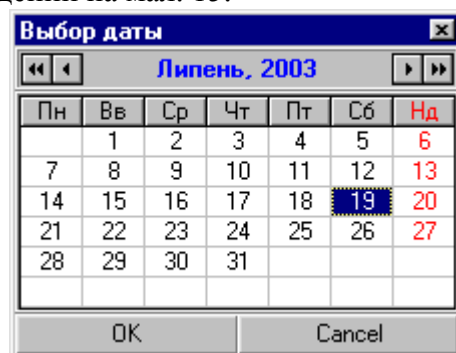 Выбор даты
Липень, 2003
Пн Вв Ср Чт Пт Сб Нд
1 2 3 4 5 6
7 8 9 10 11 12 13
14 15 16 17 18 19 20
21 22 23 24 25 26 27
28 29 30 31
OK Cancel